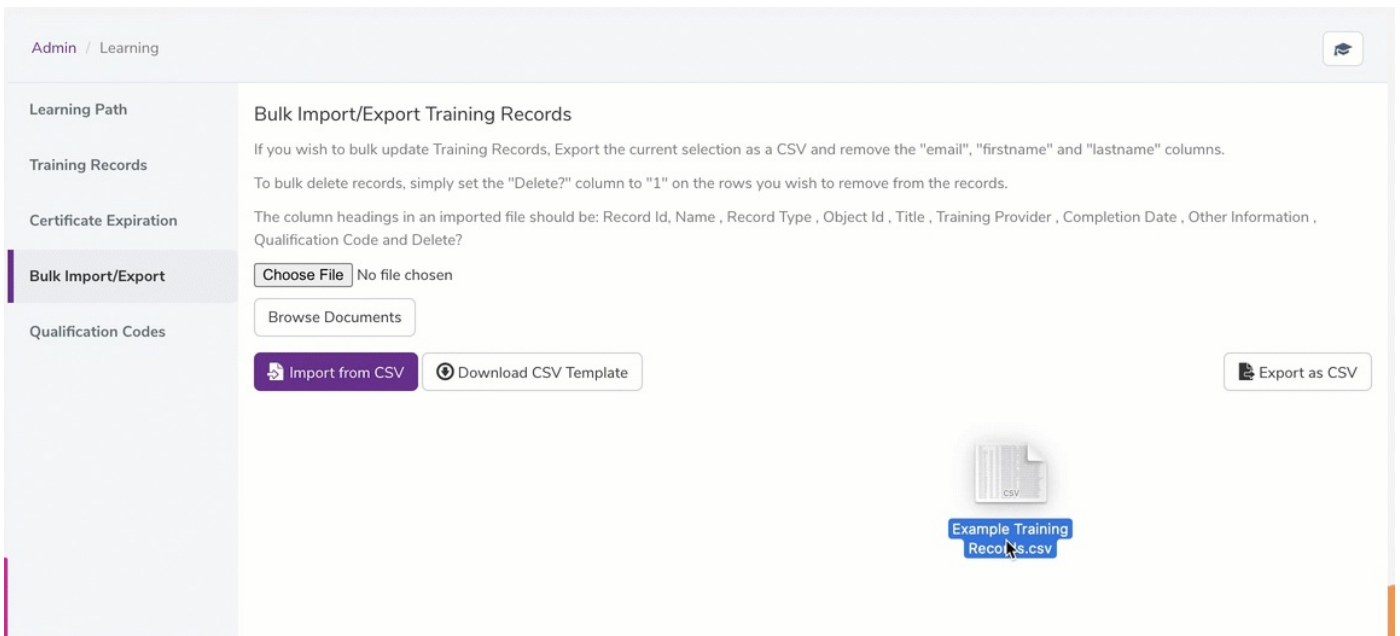 Admin / Learning
Learning Path
Training Records
Certificate Expiration
Bulk Import/Export
Qualification Codes
Bulk Import/Export Training Records
If you wish to bulk update Training Records, Export the current selection as a CSV and remove the "email", "firstname" and "lastname" columns.
To bulk delete records, simply set the "Delete?" column to "1" on the rows you wish to remove from the records.
The column headings in an imported file should be: Record Id, Name , Record Type , Object Id , Title , Training Provider , Completion Date , Other Information ,
Qualification Code and Delete?
Choose File No file chosen
Browse Documents
Import from CSV Download CSV Template Export as CSV
CSV
Example Training
Records.csv